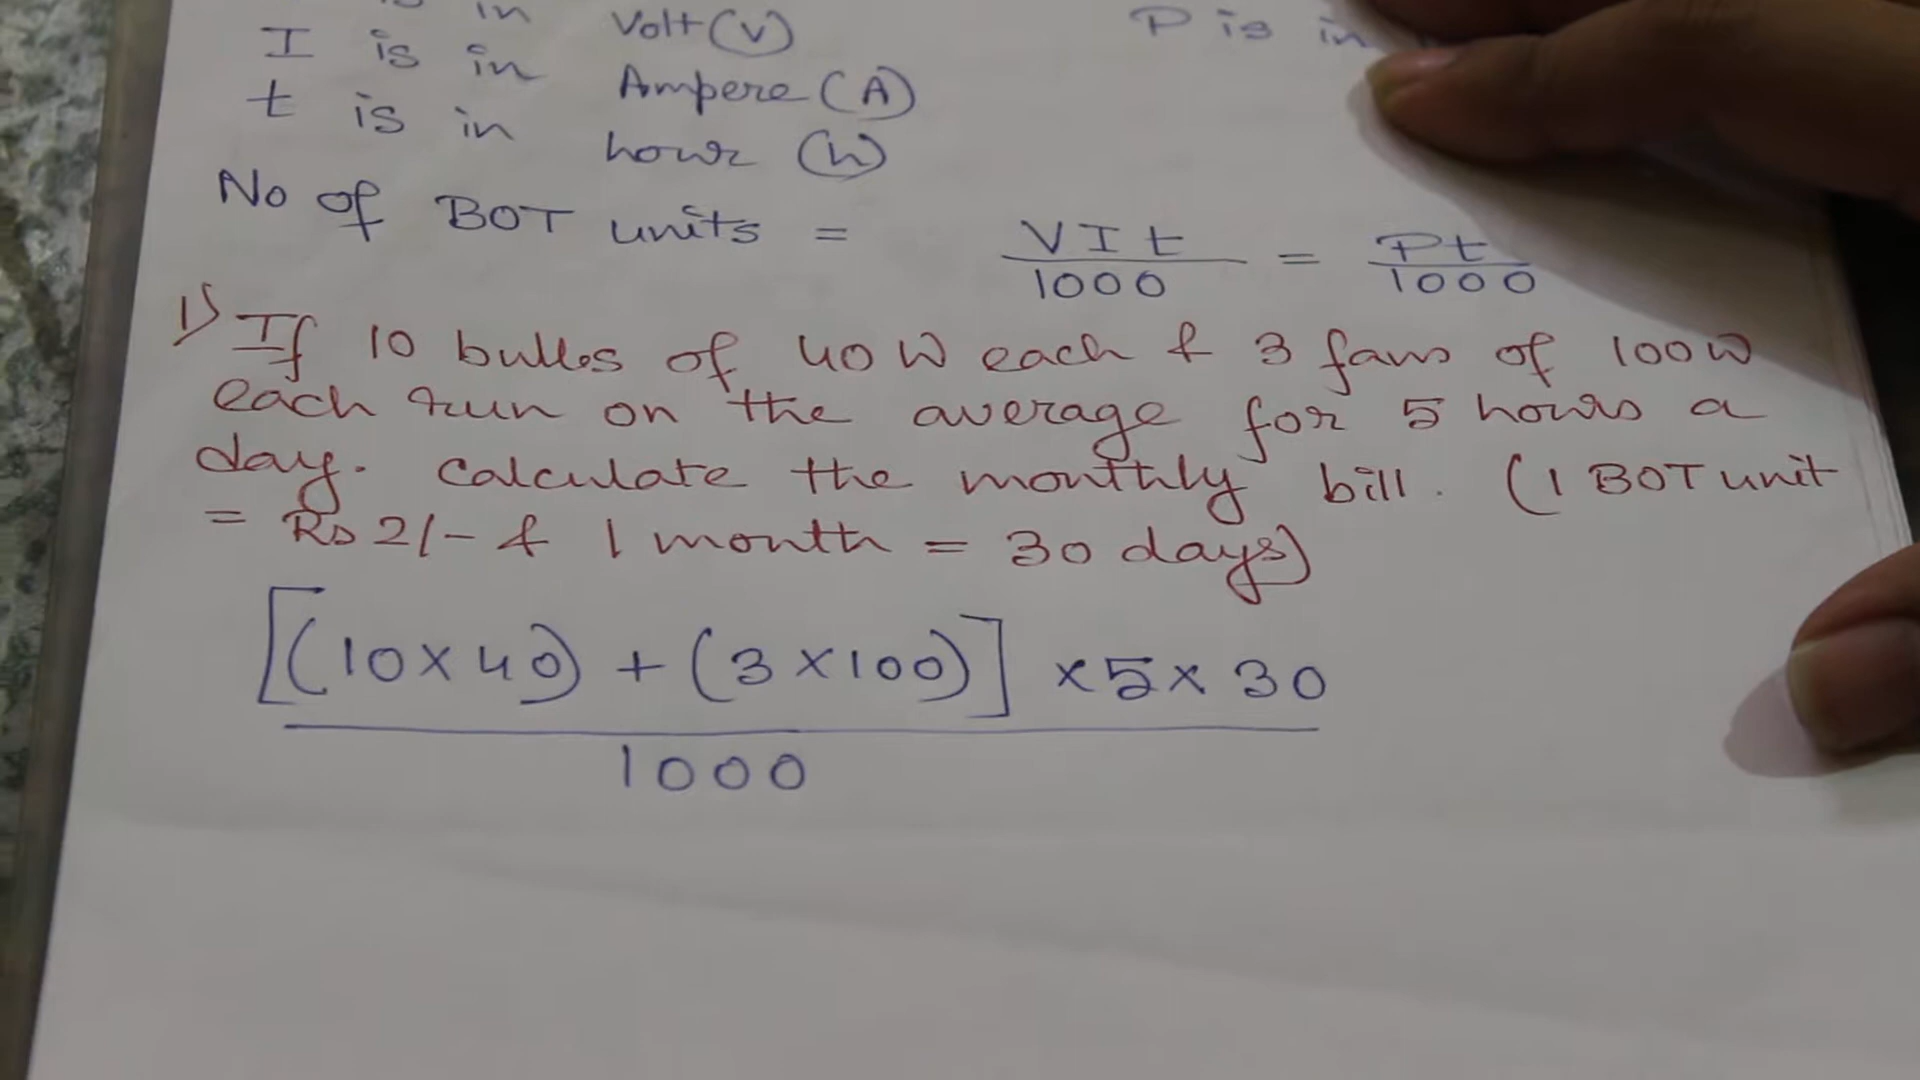 is in Volt (V)
I is in Ampere (A)
P is in
t is in hour (h)
No of BOT units = VIt/1000 = Pt/1000
1) If 10 bulbs of 40 W each & 3 fans of 100 W
each run on the average for 5 hours a
day. Calculate the monthly bill. (1 BOT unit
= Rs 2/- & 1 month = 30 days)
[(10 × 40) + (3 × 100)] × 5 × 30
1000